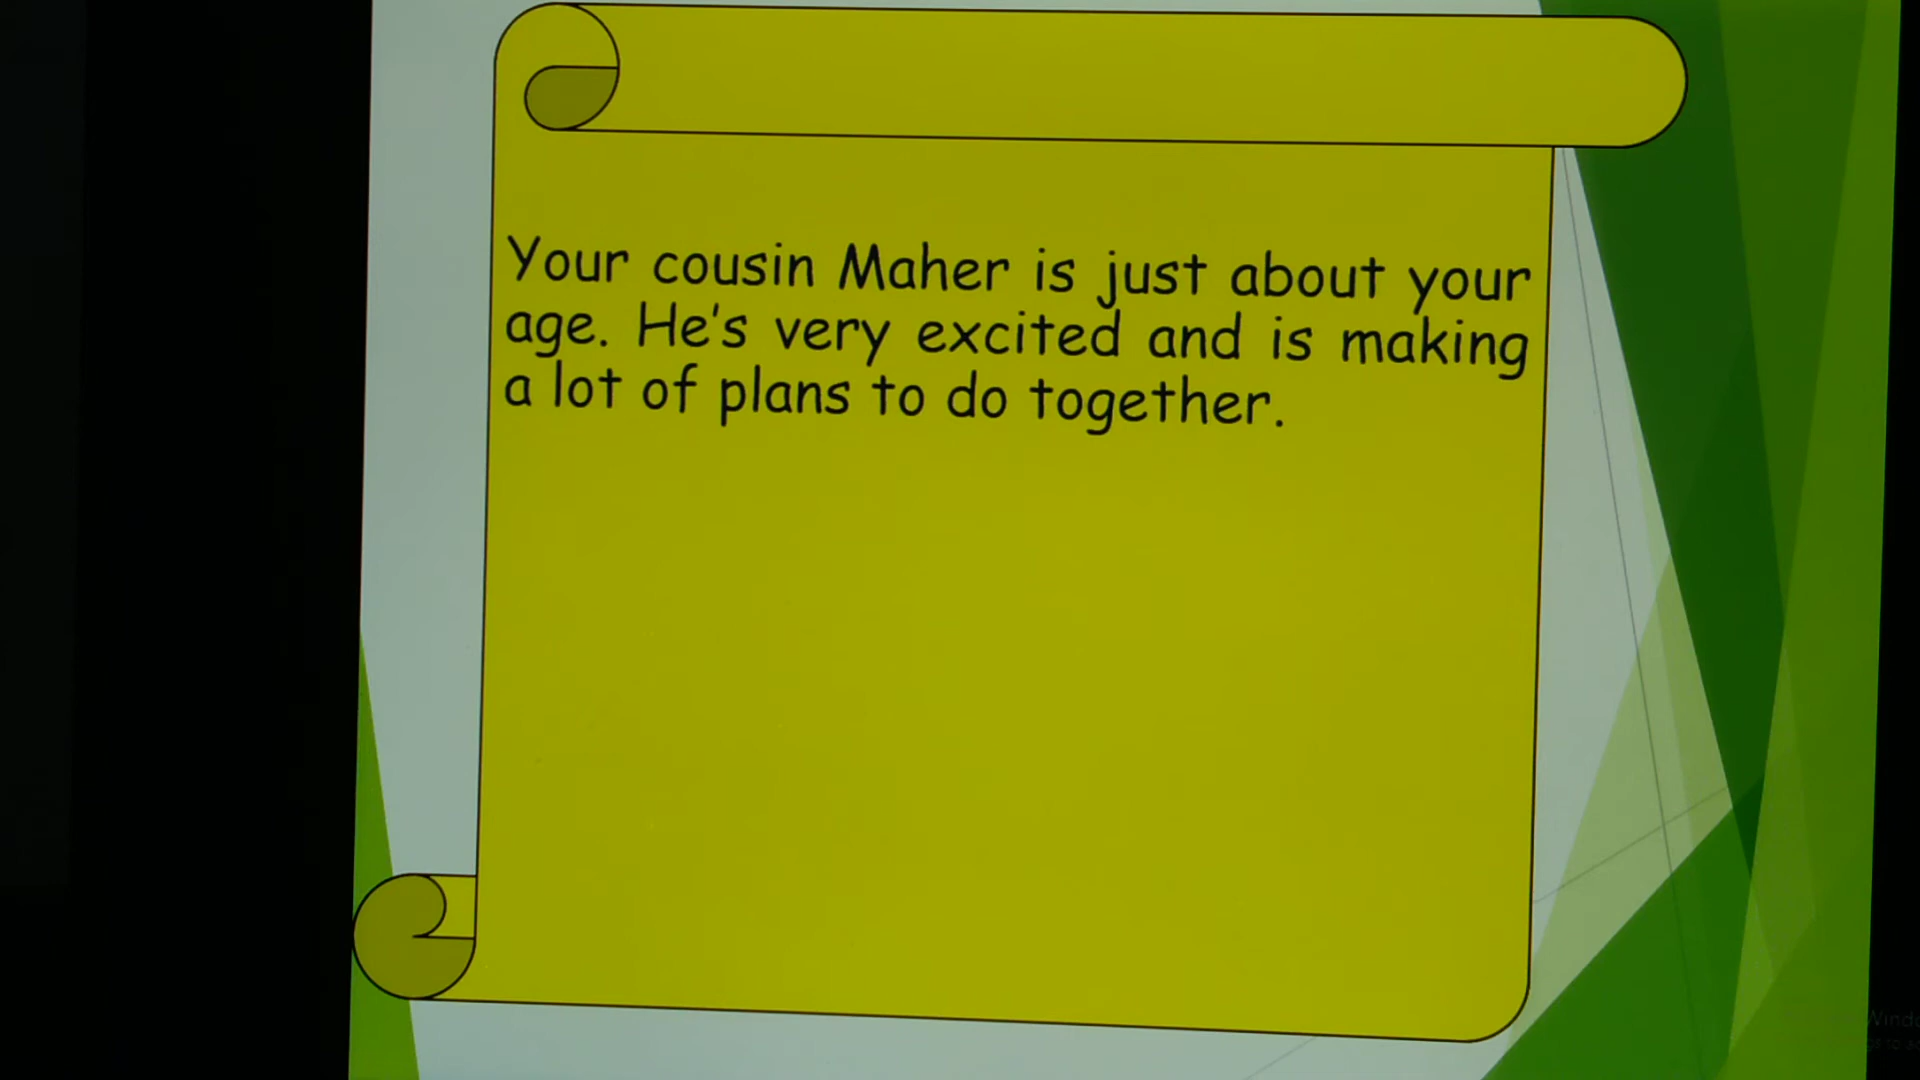 Your cousin Maher is just about your
age. He's very excited and is making
a lot of plans to do together.